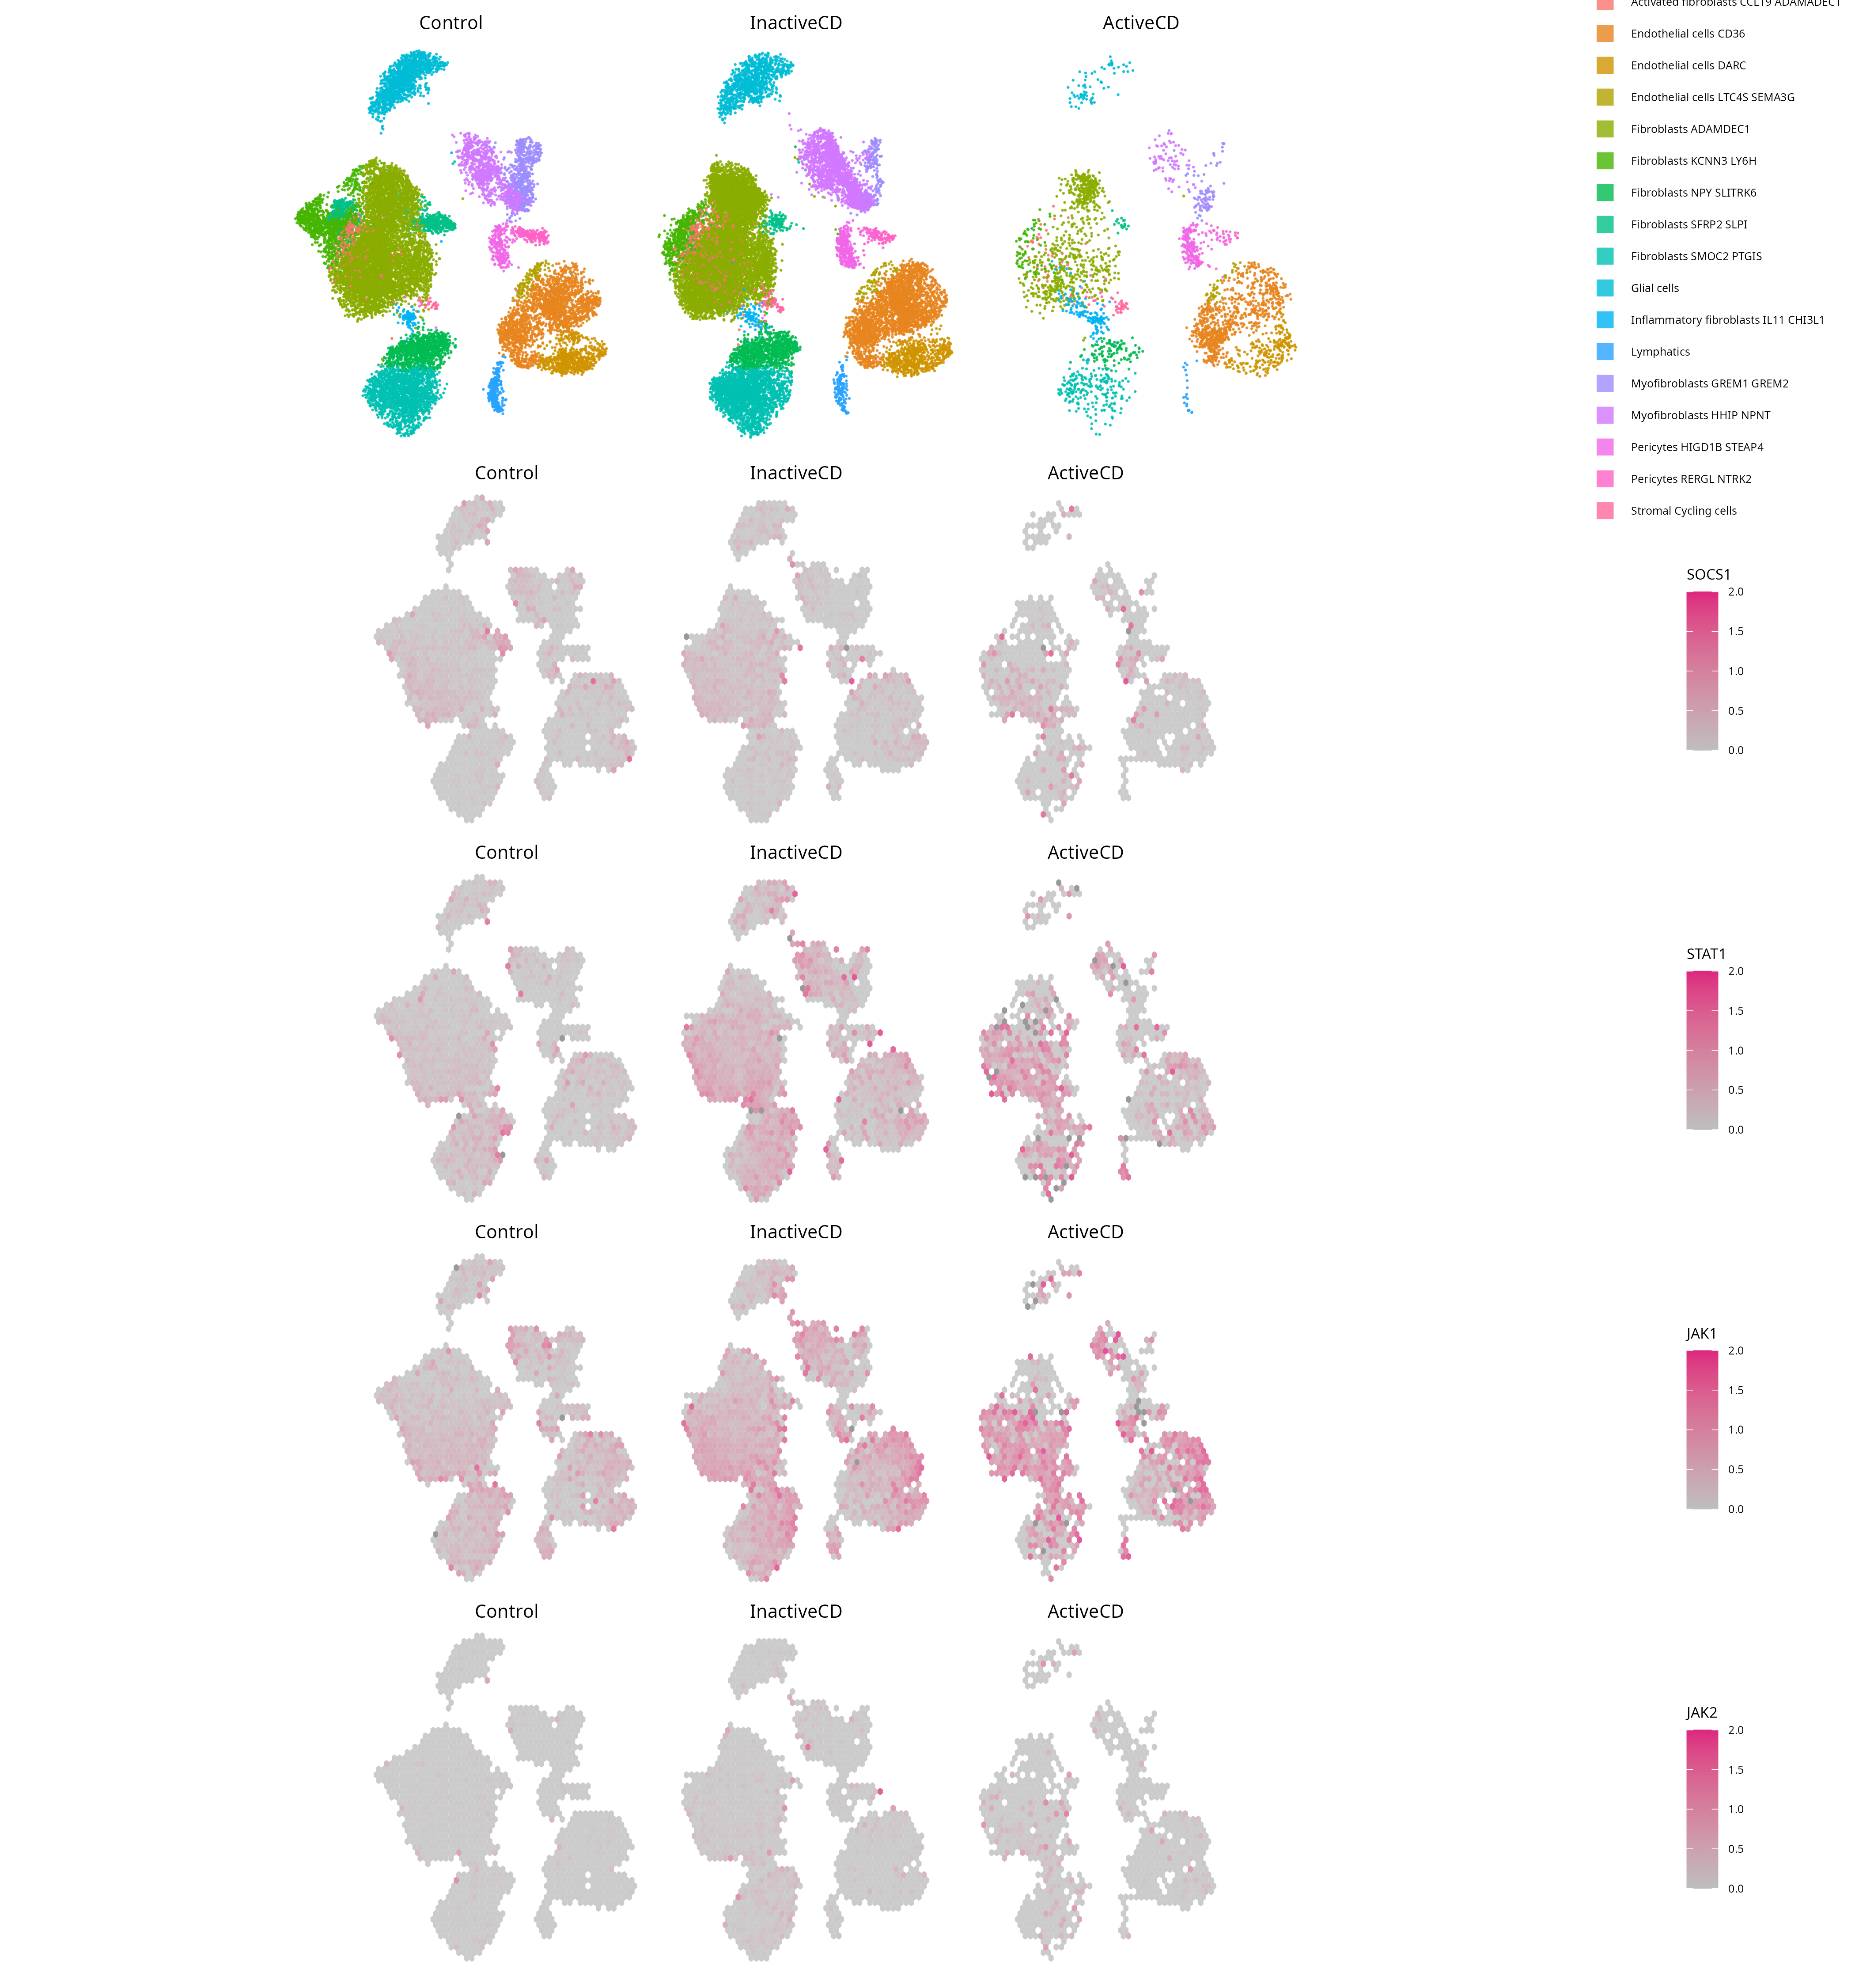 Control
InactiveCD
ActiveCD
Activated fibroblasts CCL19 ADAMADEC1
Endothelial cells CD36
Endothelial cells DARC
Endothelial cells LTC4S SEMA3G
Fibroblasts ADAMDEC1
Fibroblasts KCNN3 LY6H
Fibroblasts NPY SLITRK6
Fibroblasts SFRP2 SLPI
Fibroblasts SMOC2 PTGIS
Glial cells
Inflammatory fibroblasts IL11 CHI3L1
Lymphatics
Myofibroblasts GREM1 GREM2
Myofibroblasts HHIP NPNT
Pericytes HIGD1B STEAP4
Pericytes RERGL NTRK2
Stromal Cycling cells
Control
InactiveCD
ActiveCD
SOCS1
2.0
1.5
1.0
0.5
0.0
Control
InactiveCD
ActiveCD
STAT1
2.0
1.5
1.0
0.5
0.0
Control
InactiveCD
ActiveCD
JAK1
2.0
1.5
1.0
0.5
0.0
Control
InactiveCD
ActiveCD
JAK2
2.0
1.5
1.0
0.5
0.0